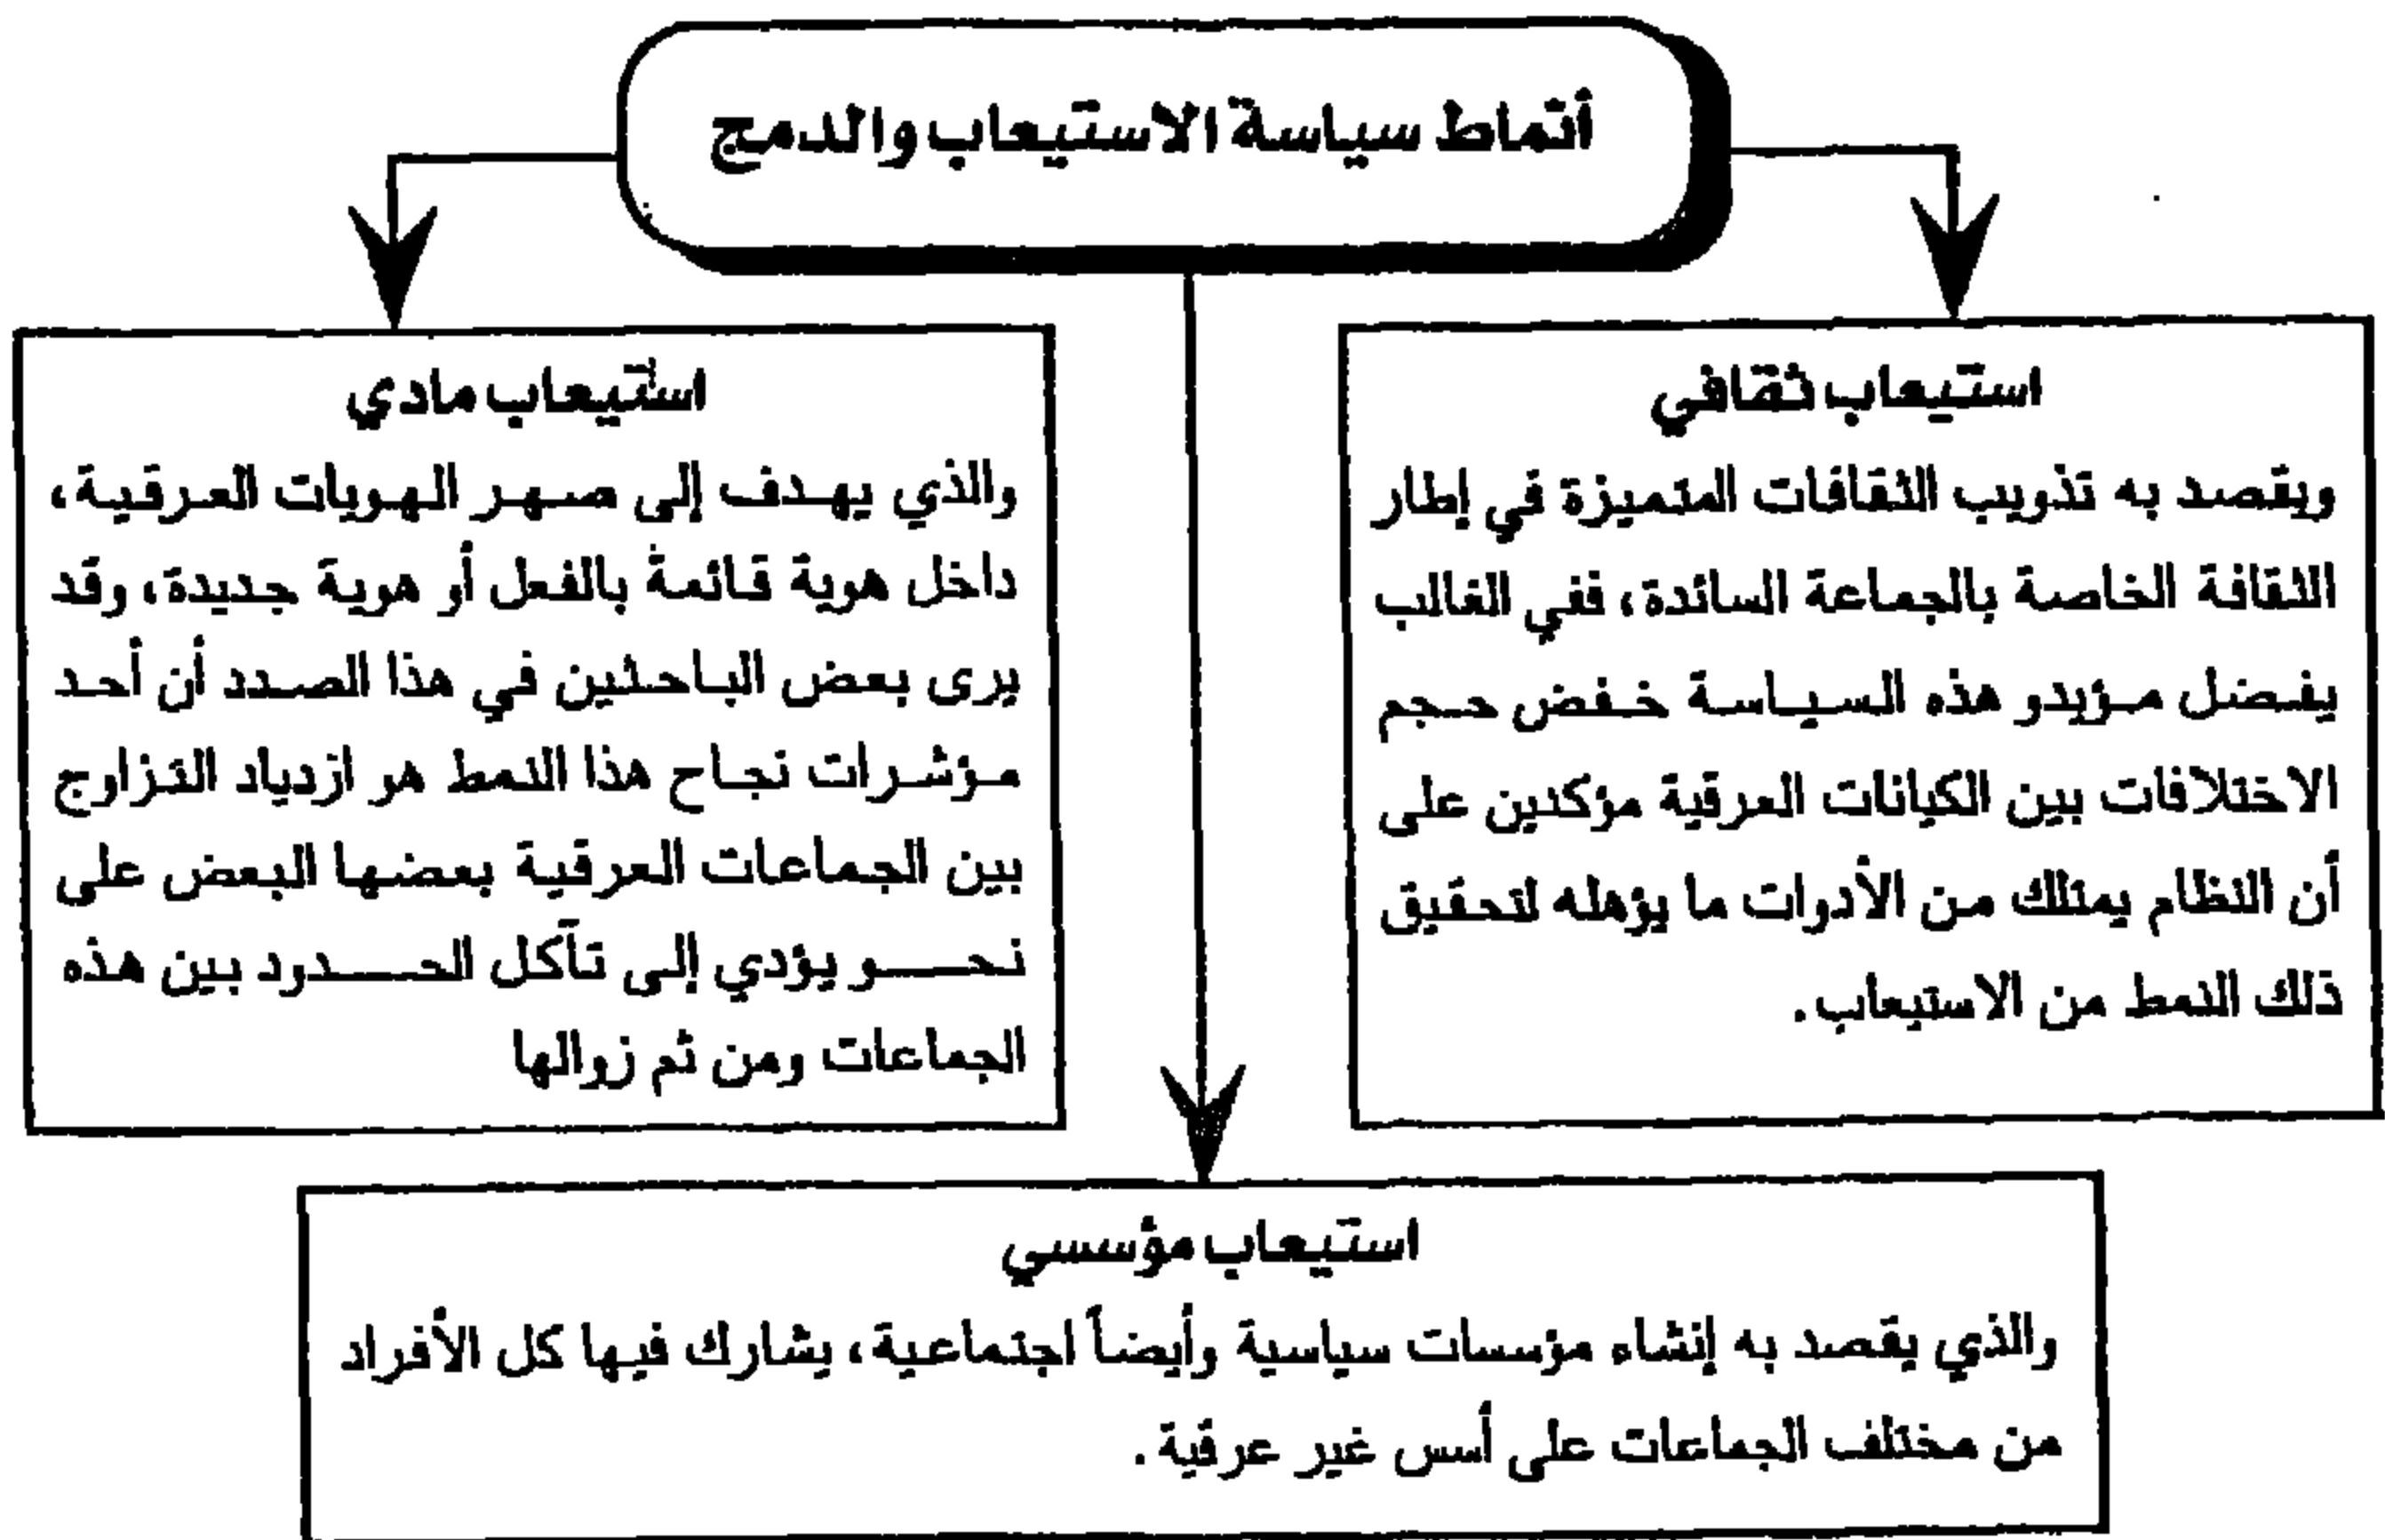 أنماط سياسة الاستيعاب والدمج
استيعاب ثقافي
ويقصد به تذويب الثقافات المتميزة في إطار
الثقافة الخاصة بالجماعة السائدة، ففي الغالب
يفضل مؤيدو هذه السياسة خفض حجم
الاختلافات بين الكيانات العرقية مؤكدين على
أن النظام يمتلك من الأدوات ما يؤهله لتحقيق
ذلك النمط من الاستيعاب.
استيعاب مادي
والذي يهدف إلى صهر الهويات العرقية،
داخل هوية قائمة بالفعل أو هوية جديدة، وقد
يرى بعض الباحثين في هذا الصدد أن أحد
مؤشرات نجاح هذا النمط هو ازدياد التزاوج
بين الجماعات العرقية بعضها البعض على
نحو يؤدي إلى تآكل الحدود بين هذه
الجماعات ومن ثم زوالها
استيعاب مؤسسي
والذي يقصد به إنشاء مؤسسات سياسية وأيضاً اجتماعية، يشارك فيها كل الأفراد
من مختلف الجماعات على أسس غير عرقية.